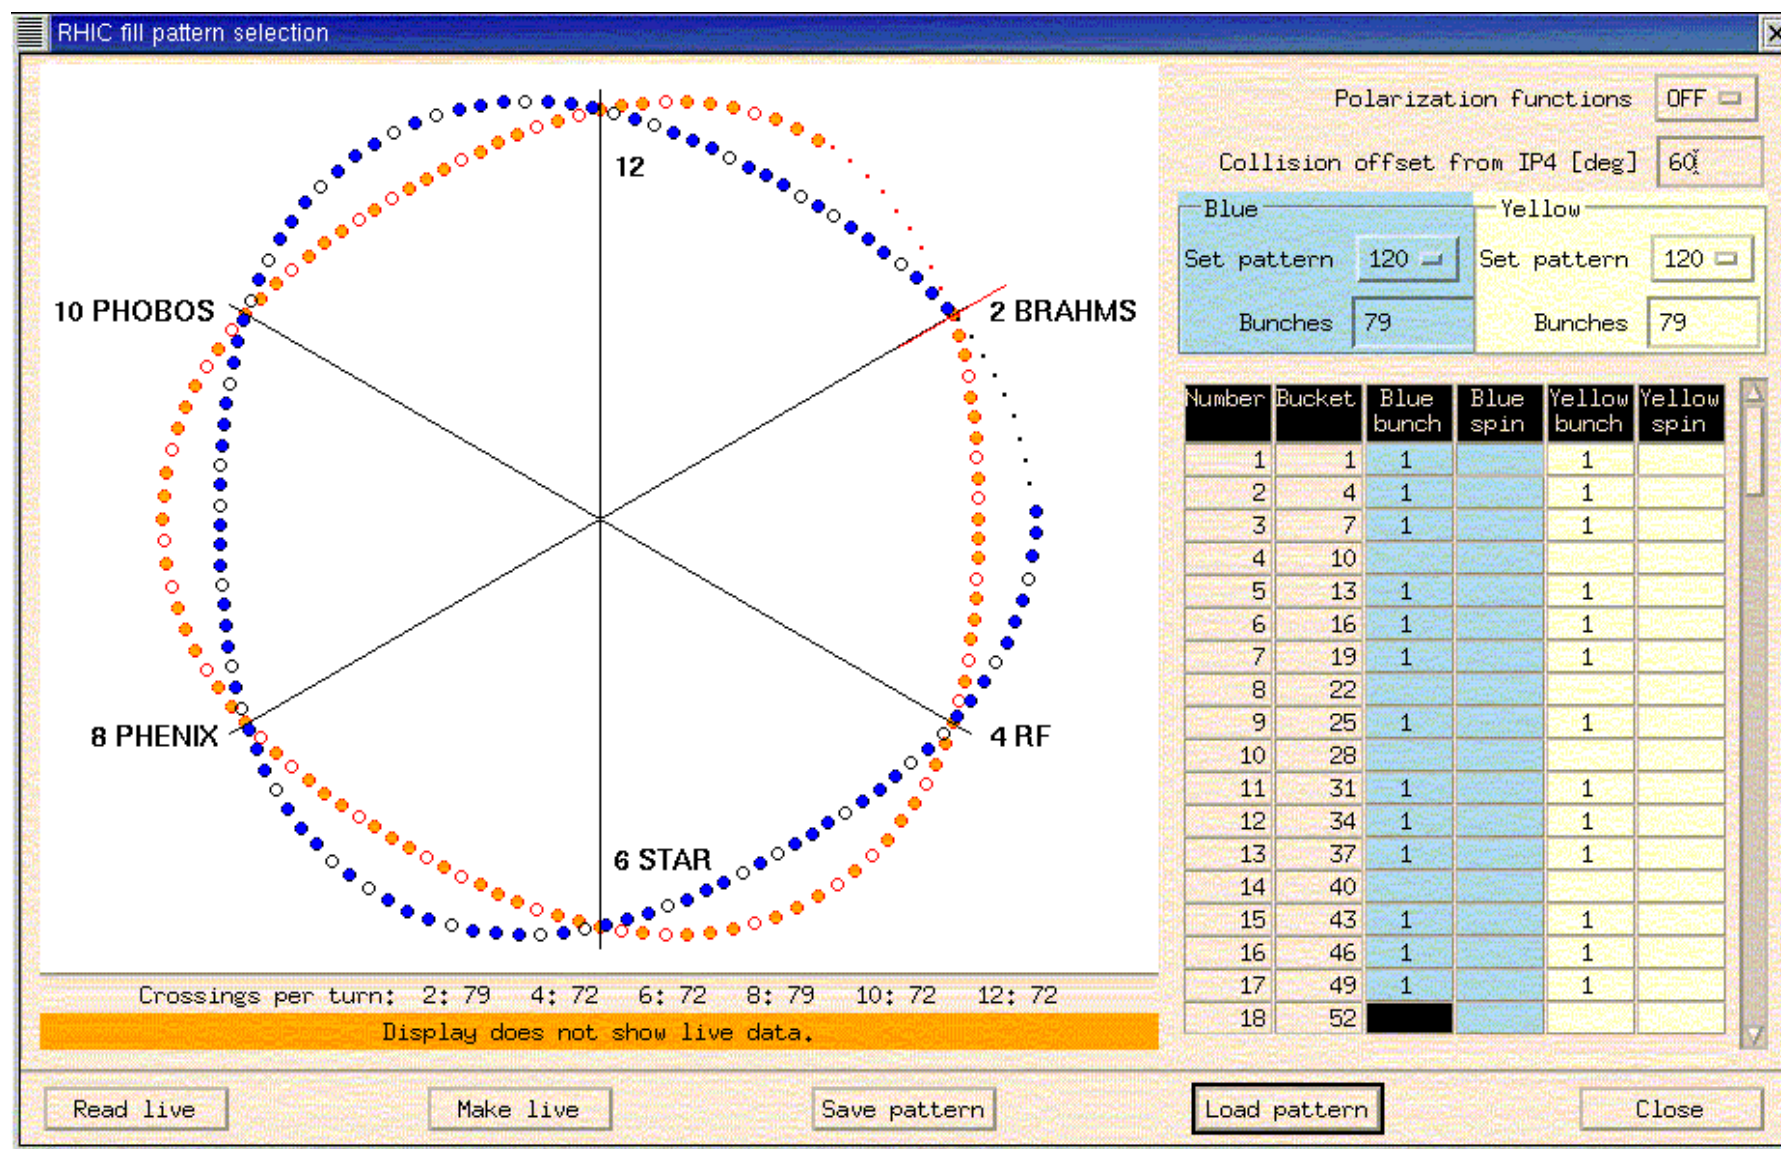 RHIC fill pattern selection
Polarization functions OFF
Collision offset from IP4 [deg] 60
Blue
Set pattern 120
Bunches 79
Yellow
Set pattern 120
Bunches 79
12
10 PHOBOS
2 BRAHMS
8 PHENIX
4 RF
6 STAR
Crossings per turn: 2: 79 4: 72 6: 72 8: 79 10: 72 12: 72
Display does not show live data.
Number Bucket Blue bunch Blue spin Yellow bunch Yellow spin
1 1 1 1
2 4 1 1
3 7 1 1
4 10
5 13 1 1
6 16 1 1
7 19 1 1
8 22
9 25 1 1
10 28
11 31 1 1
12 34 1 1
13 37 1 1
14 40
15 43 1 1
16 46 1 1
17 49 1 1
18 52
Read live
Make live
Save pattern
Load pattern
Close